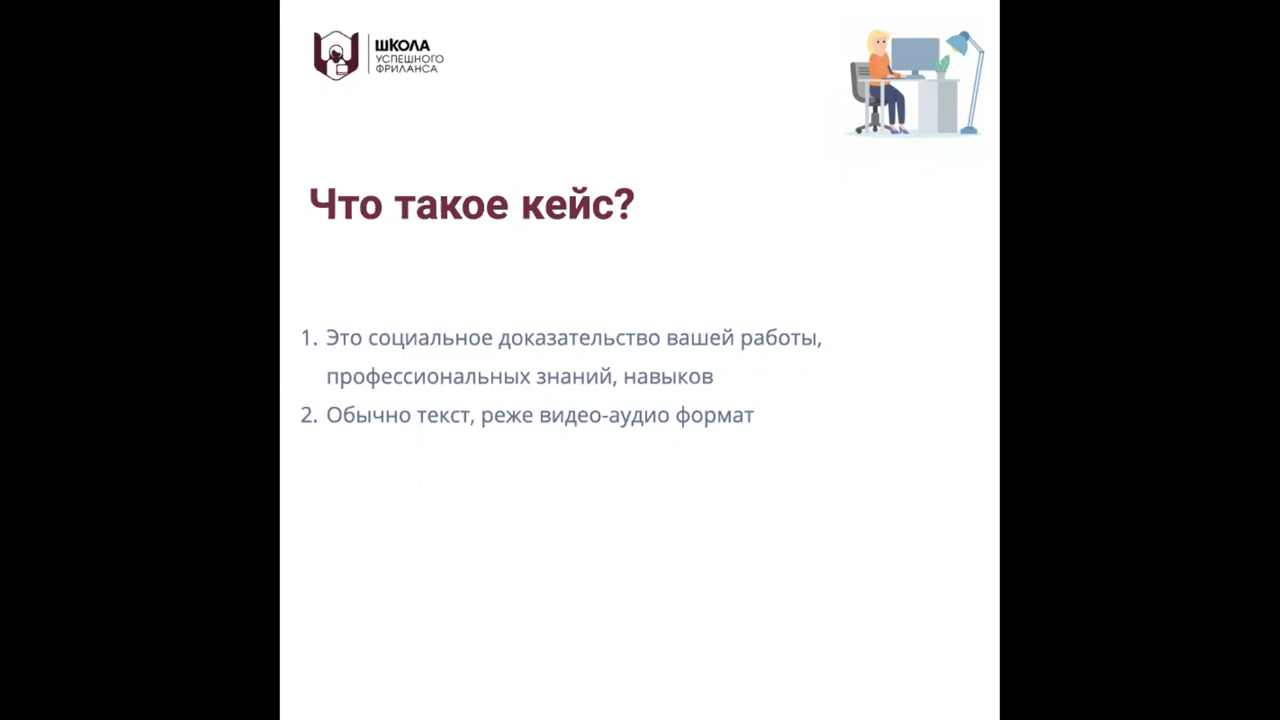 ШКОЛА
УСПЕШНОГО
ФРИЛАНСА
Что такое кейс?
1. Это социальное доказательство вашей работы,
профессиональных знаний, навыков
2. Обычно текст, реже видео-аудио формат